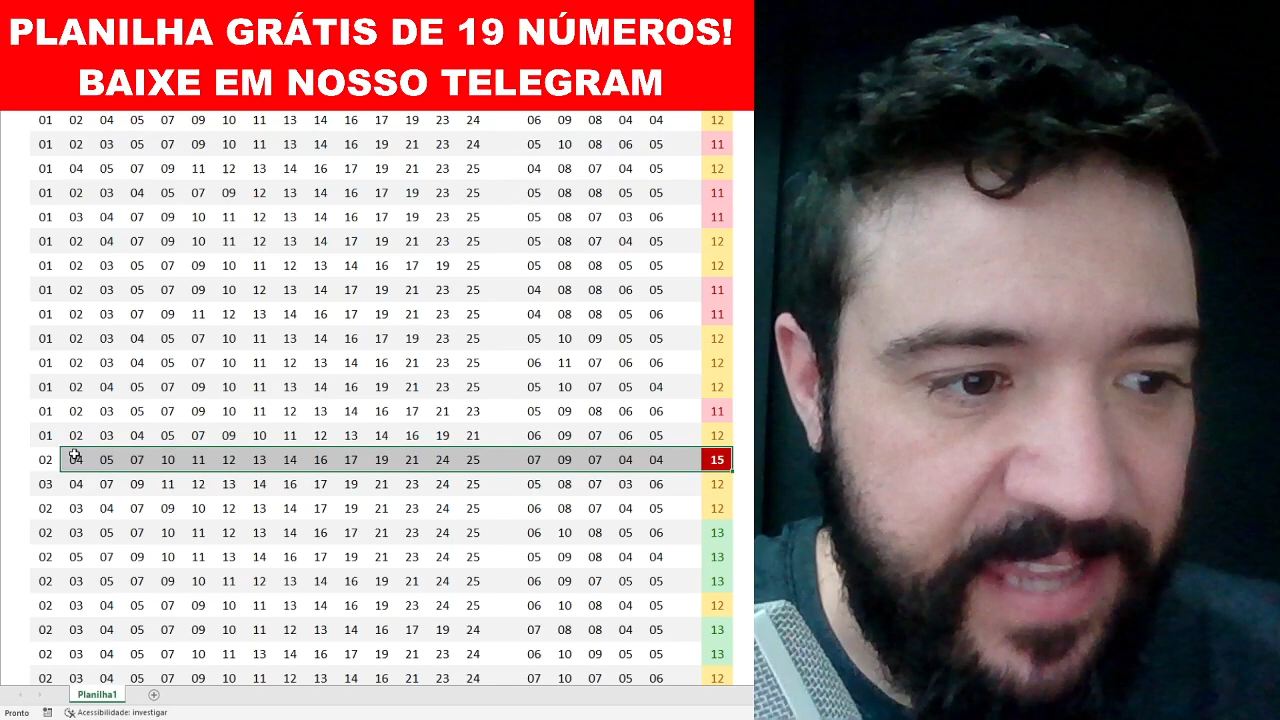 PLANILHA GRÁTIS DE 19 NÚMEROS!
BAIXE EM NOSSO TELEGRAM
01 02 04 05 07 09 10 11 13 14 16 17 19 23 24 06 09 08 04 04 12
01 02 03 05 07 09 10 11 13 14 16 19 21 23 24 05 10 08 06 05 11
01 04 05 07 09 11 12 13 14 16 17 19 21 23 25 04 08 07 04 05 12
01 02 03 04 05 07 09 12 13 14 16 17 19 23 25 05 08 08 05 05 11
01 03 04 07 09 10 11 12 13 14 16 17 19 23 25 05 08 07 03 06 11
01 02 04 07 09 10 11 12 13 14 17 19 21 23 25 05 08 07 04 05 12
01 02 03 05 07 09 10 11 12 13 14 16 17 19 25 05 08 08 05 06 12
01 02 03 05 07 09 10 12 13 14 16 19 21 23 25 04 08 08 06 05 11
01 02 03 07 09 11 12 13 14 16 17 19 21 23 25 04 08 08 05 06 11
01 02 03 04 05 07 10 11 13 14 16 17 19 23 25 05 10 09 05 05 12
01 02 03 04 05 07 10 11 12 13 14 16 21 23 25 06 11 07 06 06 12
01 02 04 05 07 09 10 11 13 14 16 19 21 23 25 05 10 07 05 04 12
01 02 03 05 07 09 10 11 12 13 14 16 17 21 23 05 09 08 06 06 11
01 02 03 04 05 07 09 10 11 12 13 14 16 19 21 06 09 07 06 05 12
02 04 05 07 10 11 12 13 14 16 17 19 21 24 25 07 09 07 04 04 15
03 04 07 09 11 12 13 14 16 17 19 21 23 24 25 05 08 07 03 06 12
02 03 04 07 09 10 12 13 14 17 19 21 23 24 25 06 08 07 04 05 12
02 03 05 07 10 11 12 13 14 16 17 21 23 24 25 06 10 08 05 06 13
02 05 07 09 10 11 13 14 16 17 19 21 23 24 25 05 09 08 04 04 13
02 03 05 07 09 10 11 12 13 14 16 19 21 24 25 06 09 07 05 05 13
02 03 04 05 07 09 10 11 12 13 14 16 19 23 24 25 06 10 08 04 05 12
02 03 04 05 07 09 10 11 12 13 14 16 17 19 24 07 08 08 04 05 13
02 03 04 05 07 10 11 13 14 16 17 19 21 23 24 06 10 09 05 05 13
02 03 04 05 07 09 10 12 13 14 16 17 21 23 24 06 09 08 05 05 12
Planilha1
Pronto
Acessibilidade: investigar